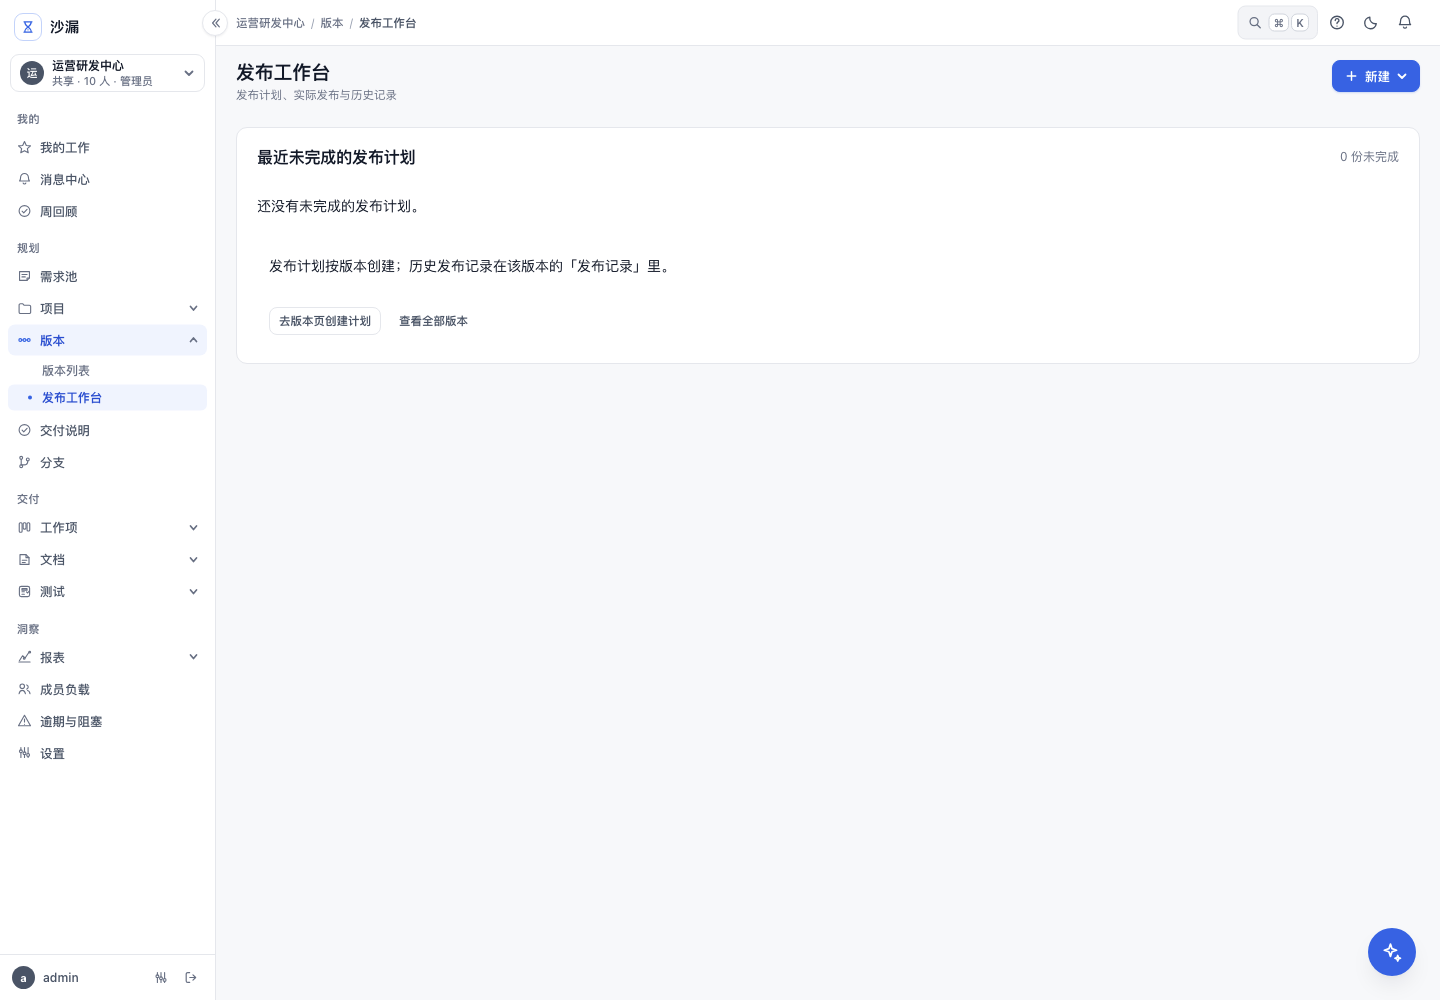 沙漏
运营研发中心 / 版本 / 发布工作台
⌘ K
运
运营研发中心
共享 · 10 人 · 管理员
我的
我的工作
消息中心
周回顾
规划
需求池
项目
版本
版本列表
发布工作台
交付说明
分支
交付
工作项
文档
测试
洞察
报表
成员负载
逾期与阻塞
设置
a admin
发布工作台
发布计划、实际发布与历史记录
新建
最近未完成的发布计划
0 份未完成
还没有未完成的发布计划。
发布计划按版本创建；历史发布记录在该版本的「发布记录」里。
去版本页创建计划 查看全部版本